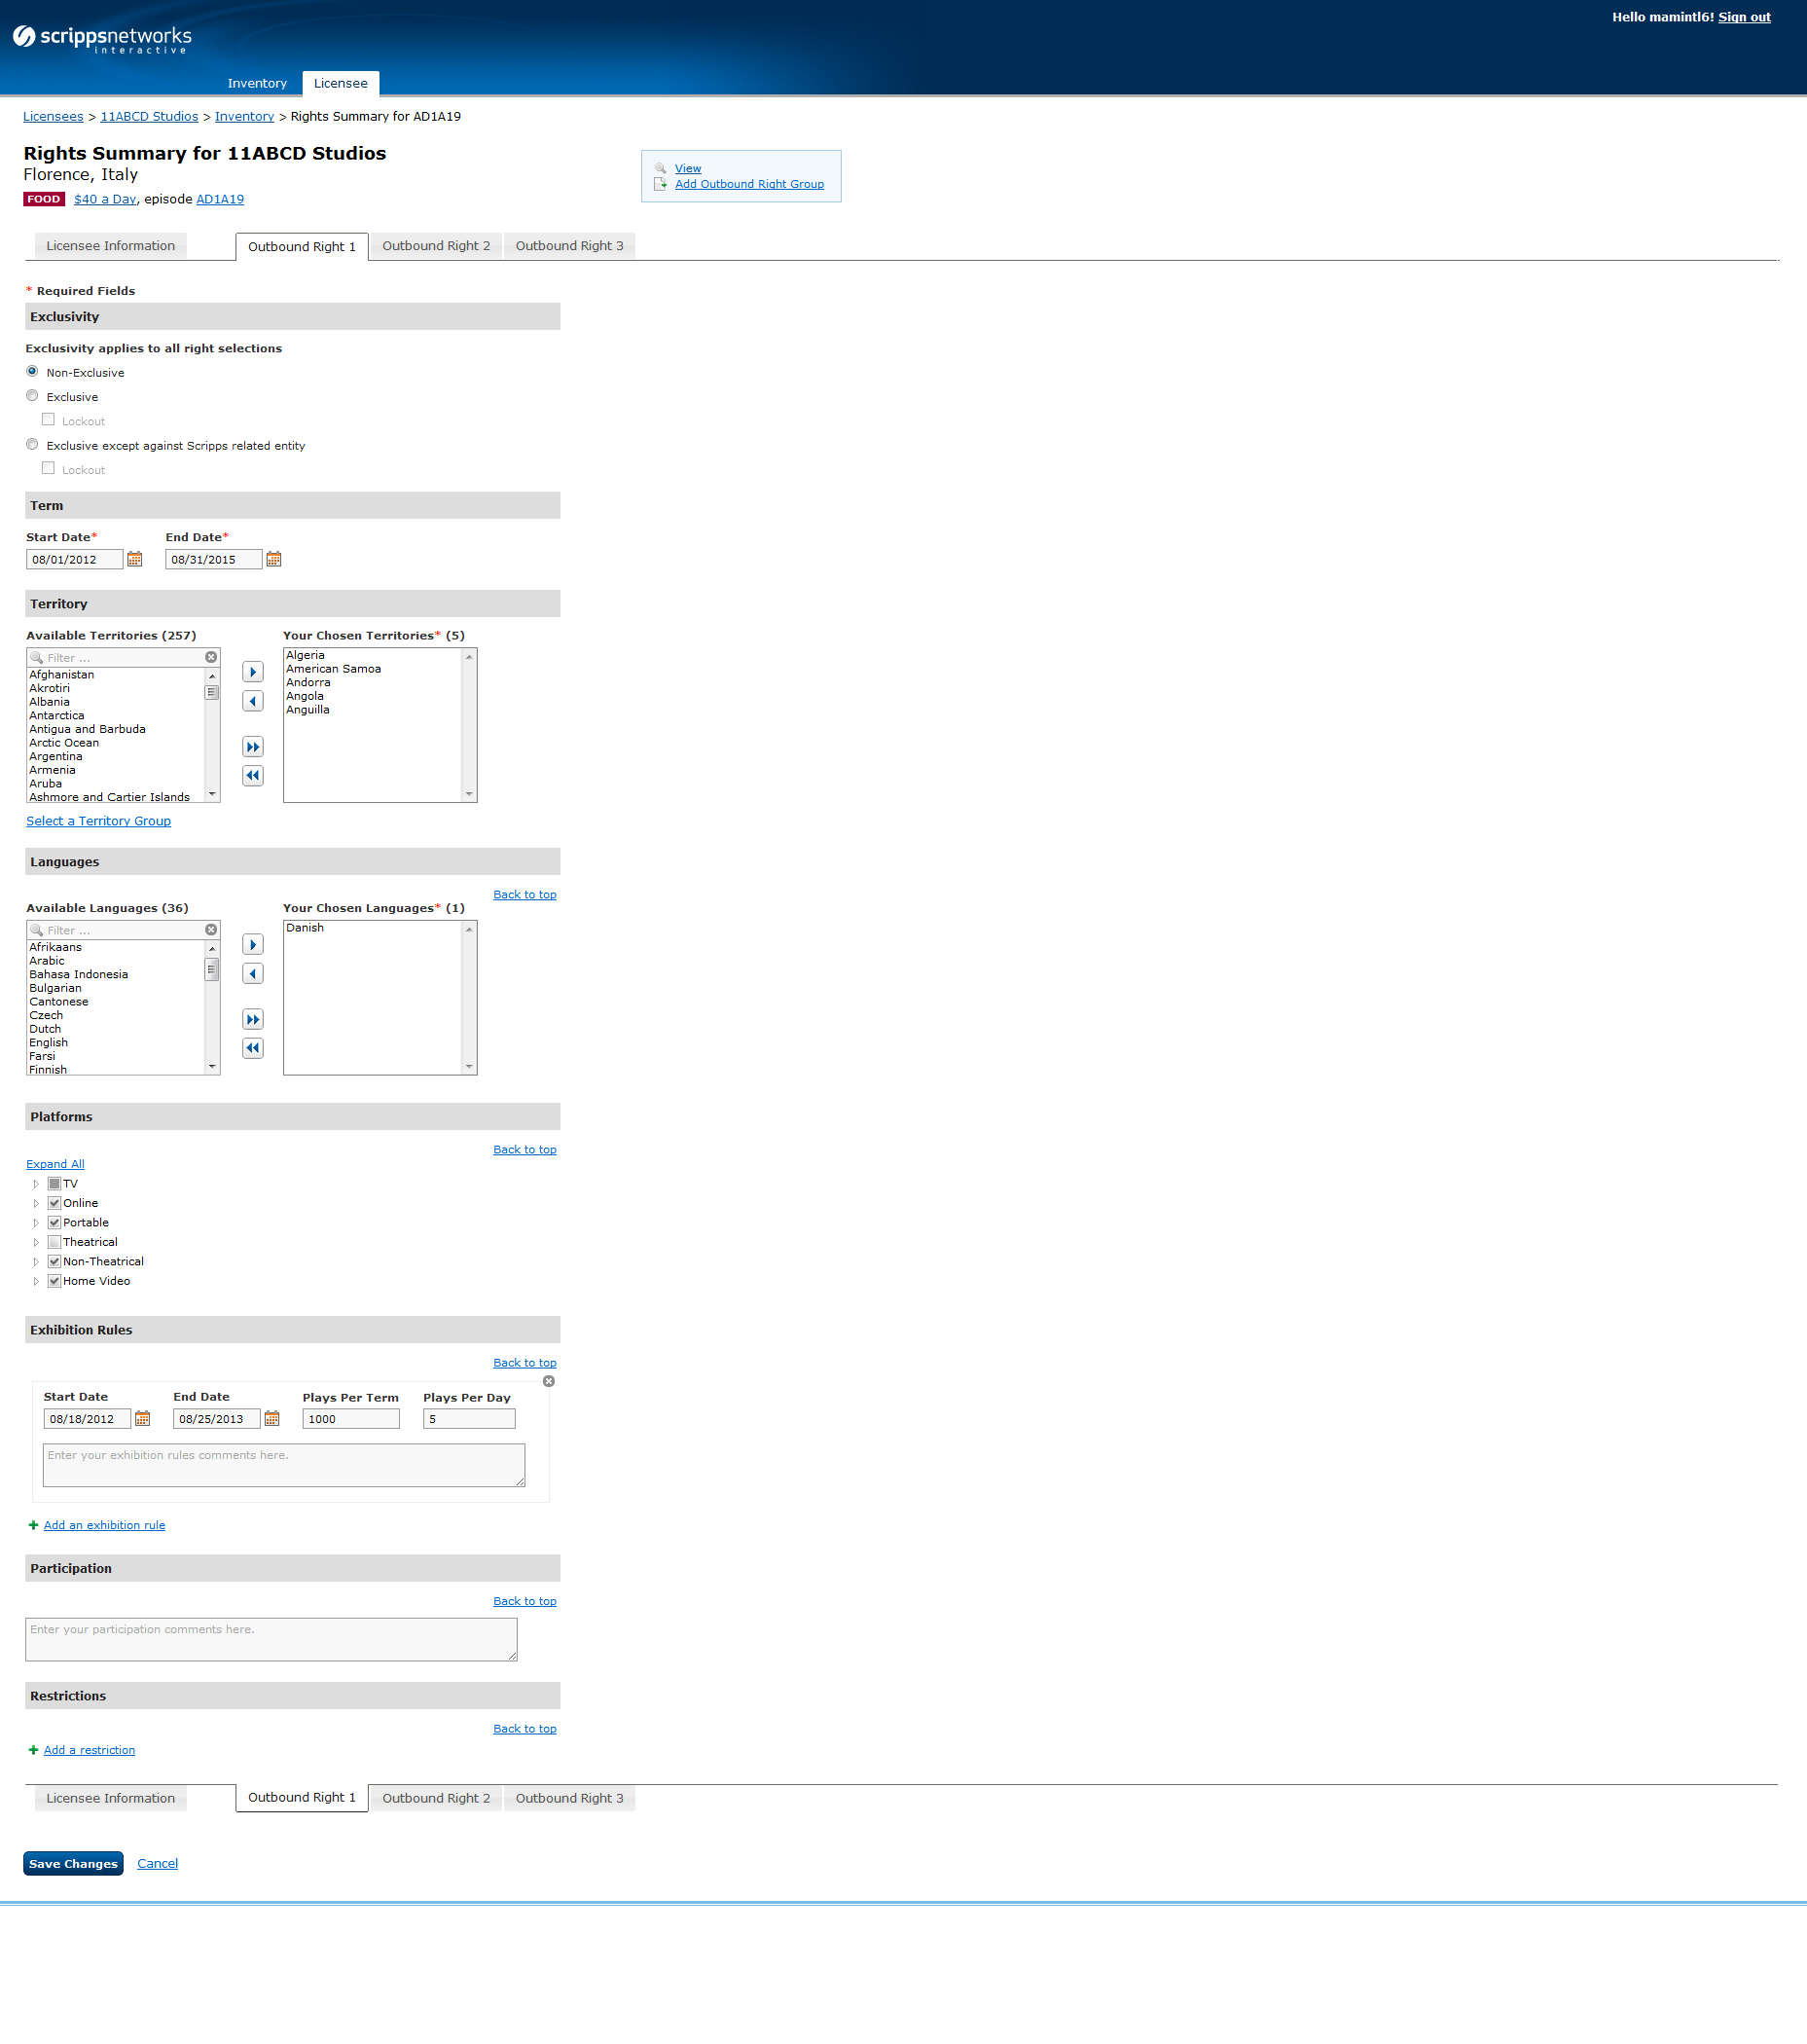 Hello mamintl6! Sign out
scrippsnetworks
interactive
Inventory Licensee
Licensees > 11ABCD Studios > Inventory > Rights Summary for AD1A19
Rights Summary for 11ABCD Studios
Florence, Italy
FOOD $40 a Day, episode AD1A19
View
Add Outbound Right Group
Licensee Information Outbound Right 1 Outbound Right 2 Outbound Right 3
* Required Fields
Exclusivity
Exclusivity applies to all right selections
Non-Exclusive
Exclusive
Lockout
Exclusive except against Scripps related entity
Lockout
Term
Start Date* End Date*
08/01/2012 08/31/2015
Territory
Available Territories (257)
Filter ...
Afghanistan
Akrotiri
Albania
Antarctica
Antigua and Barbuda
Arctic Ocean
Argentina
Armenia
Aruba
Ashmore and Cartier Islands
Your Chosen Territories* (5)
Algeria
American Samoa
Andorra
Angola
Anguilla
Select a Territory Group
Languages
Back to top
Available Languages (36)
Filter ...
Afrikaans
Arabic
Bahasa Indonesia
Bulgarian
Cantonese
Czech
Dutch
English
Farsi
Finnish
Your Chosen Languages* (1)
Danish
Platforms
Back to top
Expand All
TV
Online
Portable
Theatrical
Non-Theatrical
Home Video
Exhibition Rules
Back to top
Start Date End Date Plays Per Term Plays Per Day
08/18/2012 08/25/2013 1000 5
Enter your exhibition rules comments here.
Add an exhibition rule
Participation
Back to top
Enter your participation comments here.
Restrictions
Back to top
Add a restriction
Licensee Information Outbound Right 1 Outbound Right 2 Outbound Right 3
Save Changes Cancel